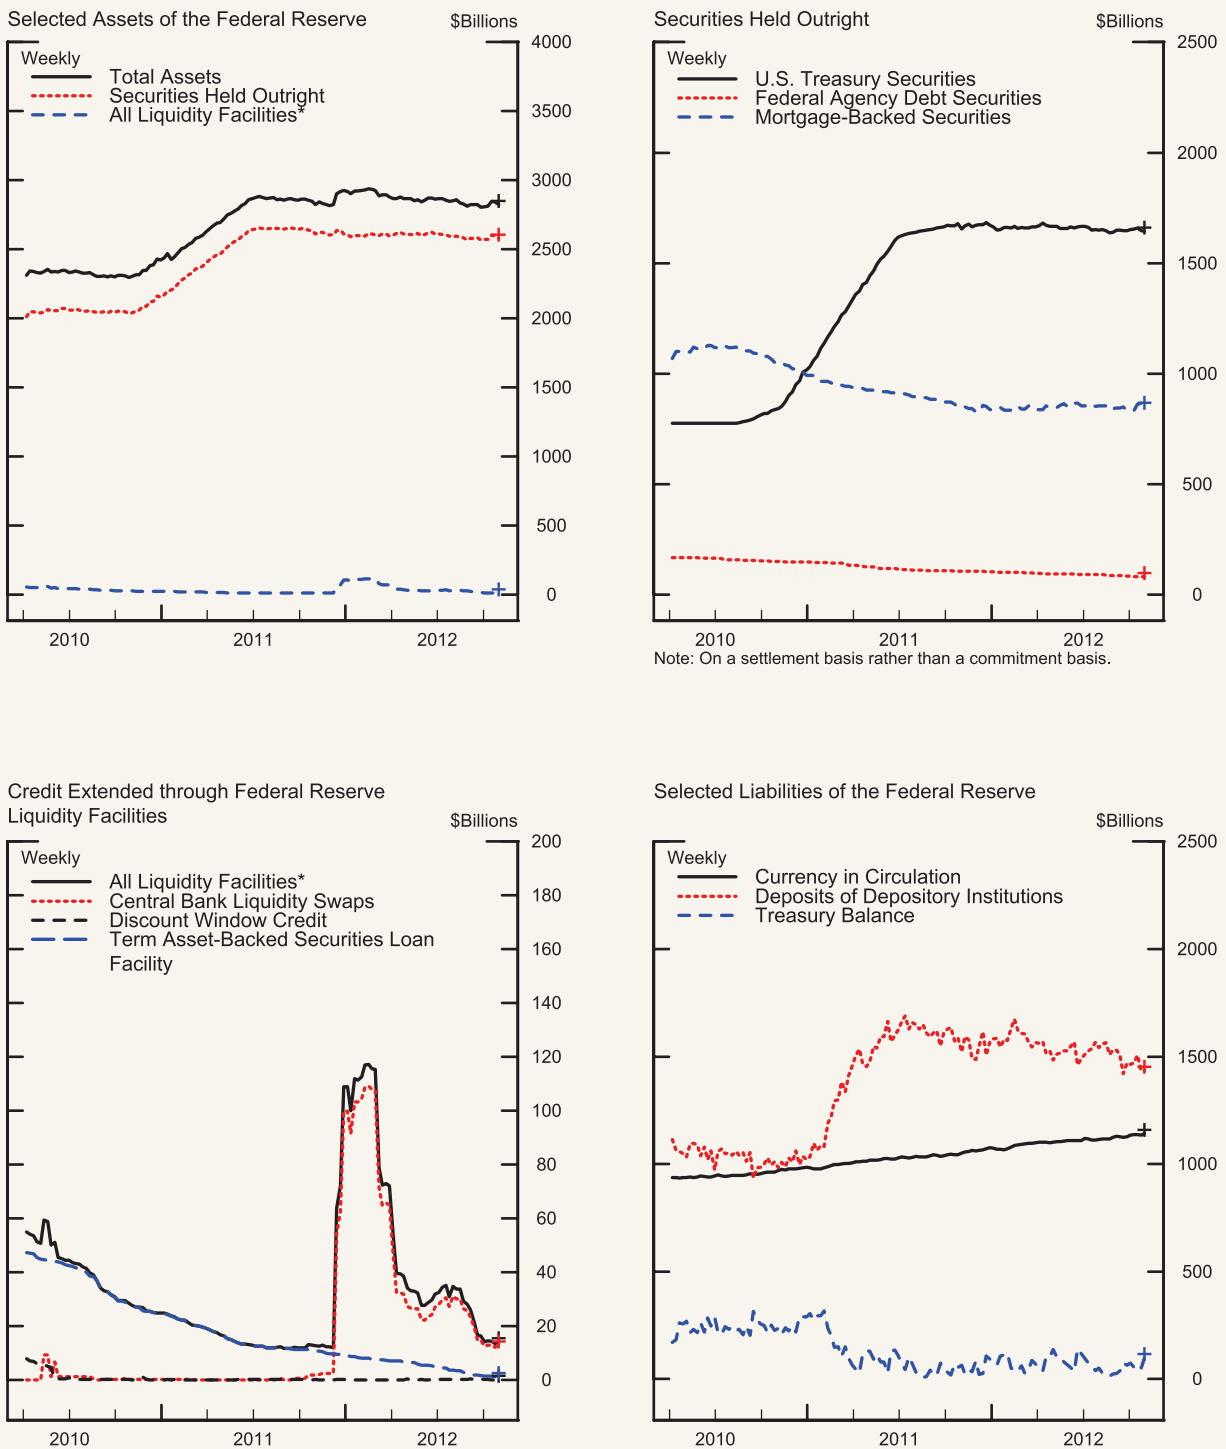 Selected Assets of the Federal Reserve
$Billions
Weekly
Total Assets
Securities Held Outright
All Liquidity Facilities*
4000
3500
3000
2500
2000
1500
1000
500
0
2010 2011 2012
Securities Held Outright
$Billions
Weekly
U.S. Treasury Securities
Federal Agency Debt Securities
Mortgage-Backed Securities
2500
2000
1500
1000
500
0
2010 2011 2012
Note: On a settlement basis rather than a commitment basis.
Credit Extended through Federal Reserve
Liquidity Facilities
$Billions
Weekly
All Liquidity Facilities*
Central Bank Liquidity Swaps
Discount Window Credit
Term Asset-Backed Securities Loan
Facility
200
180
160
140
120
100
80
60
40
20
0
2010 2011 2012
Selected Liabilities of the Federal Reserve
$Billions
Weekly
Currency in Circulation
Deposits of Depository Institutions
Treasury Balance
2500
2000
1500
1000
500
0
2010 2011 2012